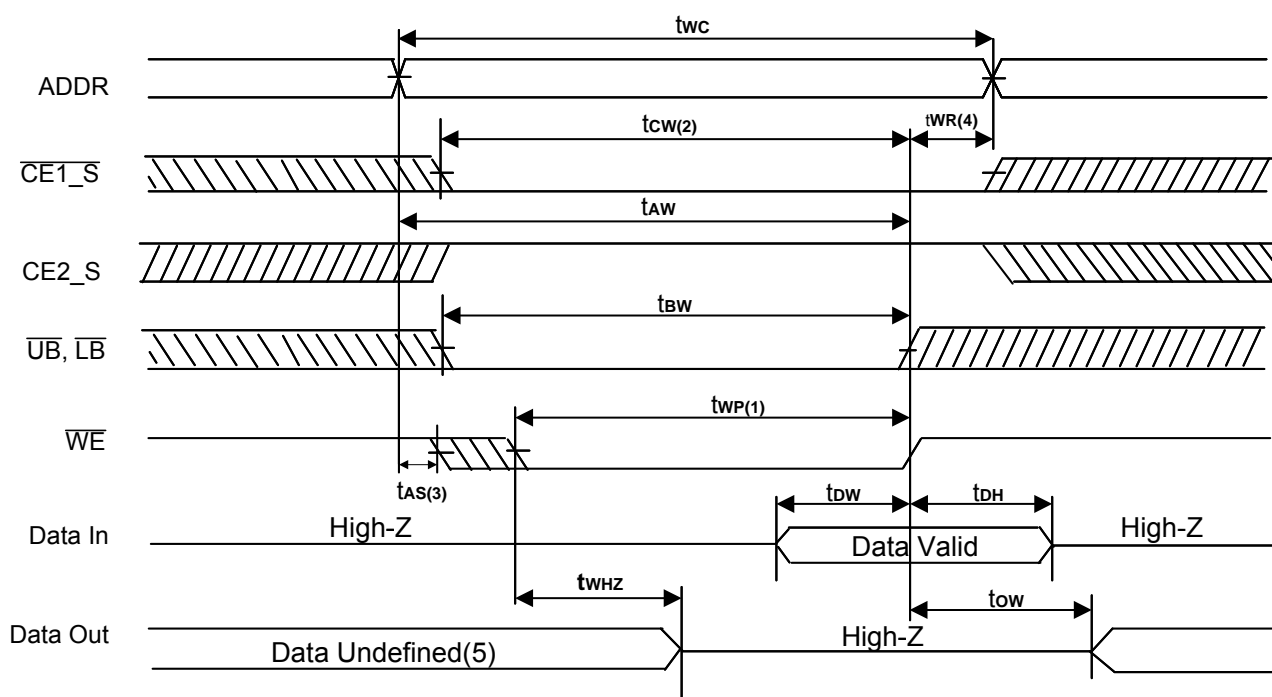 tWC
ADDR
tCW(2)
tWR(4)
CE1_S
tAW
CE2_S
tBW
UB, LB
tWP(1)
WE
tAS(3)
tDW
tDH
Data In
High-Z
Data Valid
High-Z
tWHZ
tOW
Data Out
Data Undefined(5)
High-Z